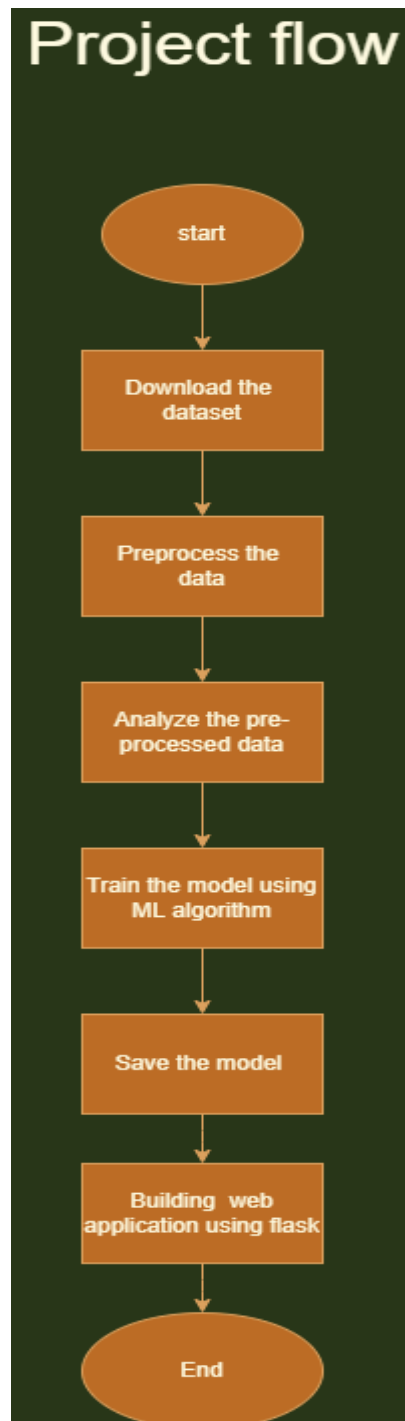 Project flow
start
Download the
dataset
Preprocess the
data
Analyze the pre-
processed data
Train the model using
ML algorithm
Save the model
Building web
application using flask
End